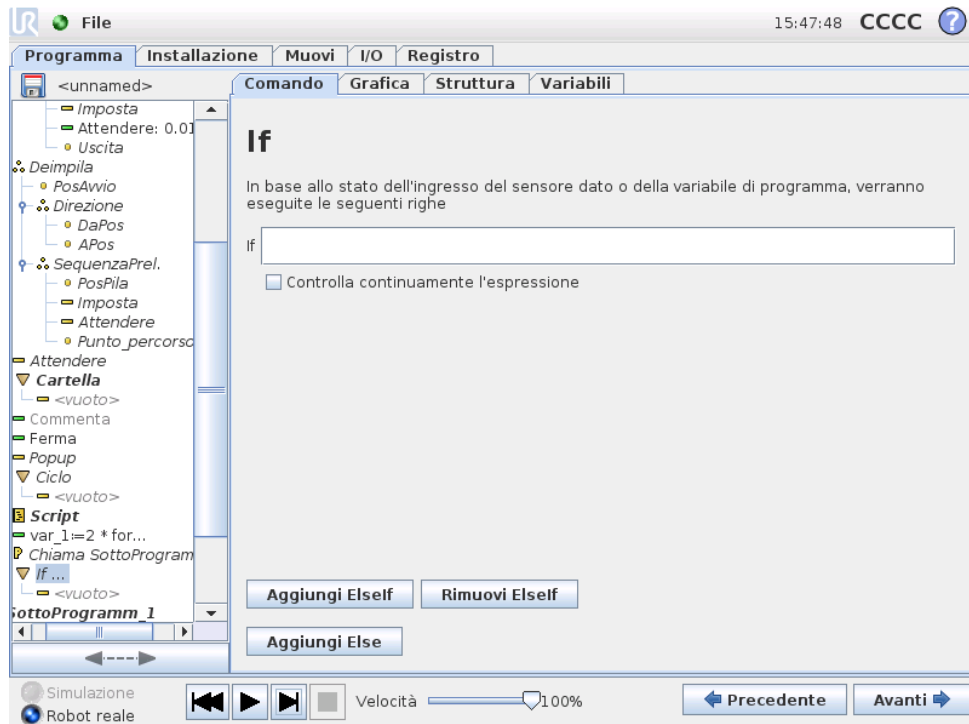 UR File 15:47:48 CCCC ?
Programma Installazione Muovi I/O Registro
<unnamed>
Comando Grafica Struttura Variabili
Imposta
Attendere: 0.01
Uscita
Deimpila
PosAvvio
Direzione
DaPos
APos
SequenzaPrel.
PosPila
Imposta
Attendere
Punto_percorso
Attendere
Cartella
<vuoto>
Commenta
Ferma
Popup
Ciclo
<vuoto>
Script
var_1:=2 * for...
Chiama SottoProgram
If ...
<vuoto>
SottoProgramm_1
If
In base allo stato dell'ingresso del sensore dato o della variabile di programma, verranno
eseguite le seguenti righe
If
Controlla continuamente l'espressione
Aggiungi ElseIf Rimuovi ElseIf
Aggiungi Else
Simulazione
Robot reale
Velocità 100%
Precedente Avanti